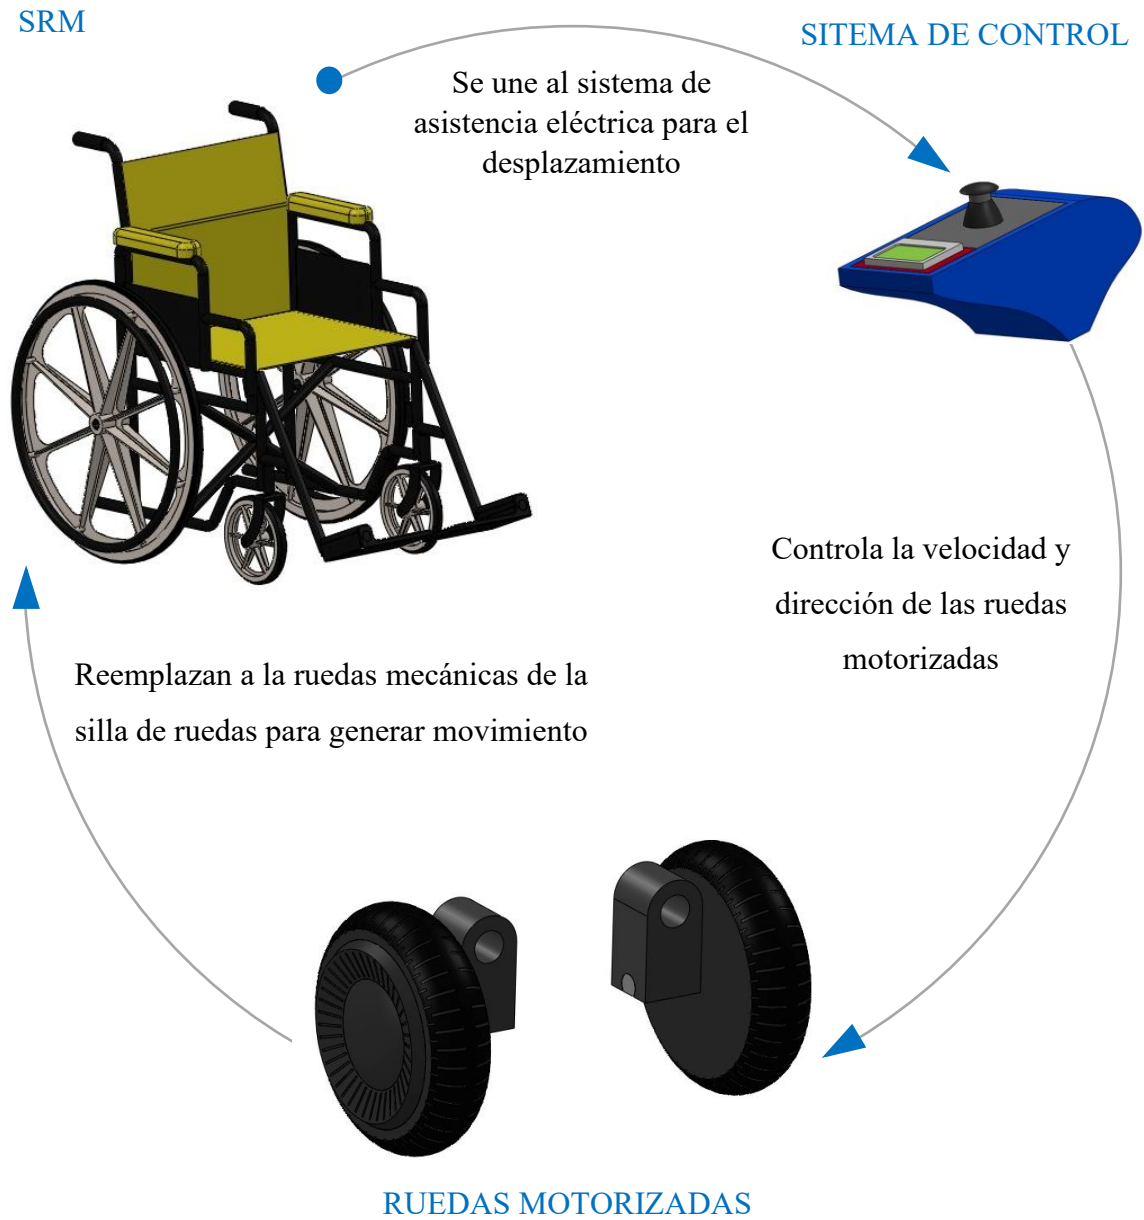 SRM
SITEMA DE CONTROL
Se une al sistema de
asistencia eléctrica para el
desplazamiento
Controla la velocidad y
dirección de las ruedas
motorizadas
Reemplazan a la ruedas mecánicas de la
silla de ruedas para generar movimiento
RUEDAS MOTORIZADAS